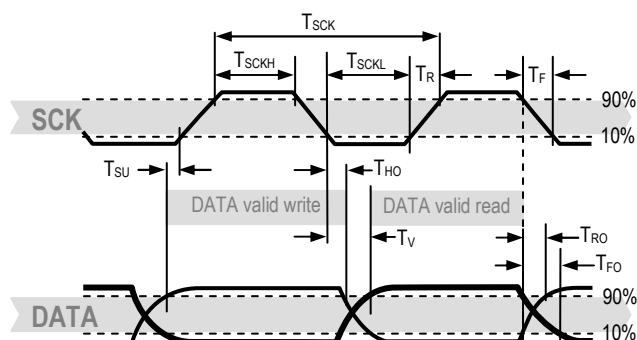 TSCK
TSCKH TSCKL TR TF
90%
SCK
10%
TSU THO
DATA valid write DATA valid read
TV TRO
TFO
90%
DATA
10%